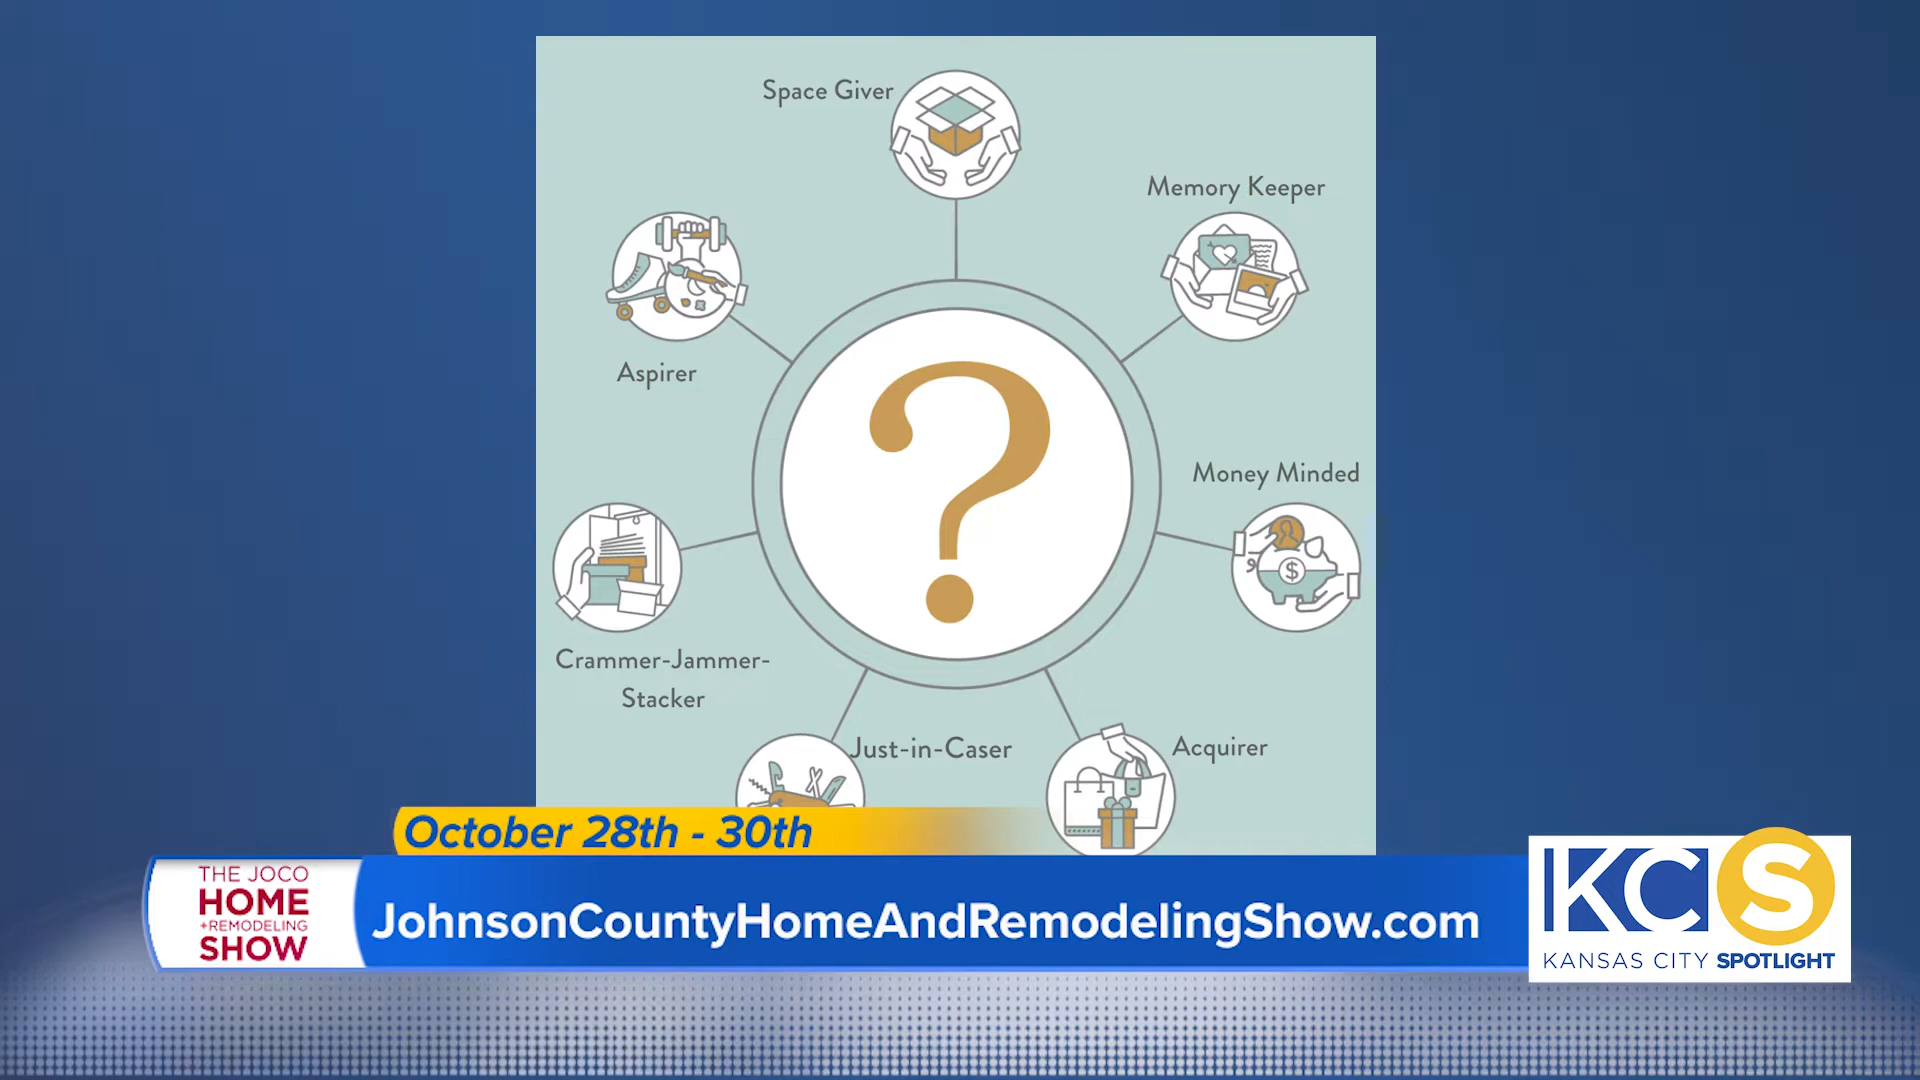 Space Giver
Memory Keeper
Aspirer
?
Money Minded
$
Crammer-Jammer-
Stacker
Just-in-Caser
Acquirer
October 28th - 30th
THE JOCO
HOME
+REMODELING
SHOW
JohnsonCountyHomeAndRemodelingShow.com
KCS
KANSAS CITY SPOTLIGHT